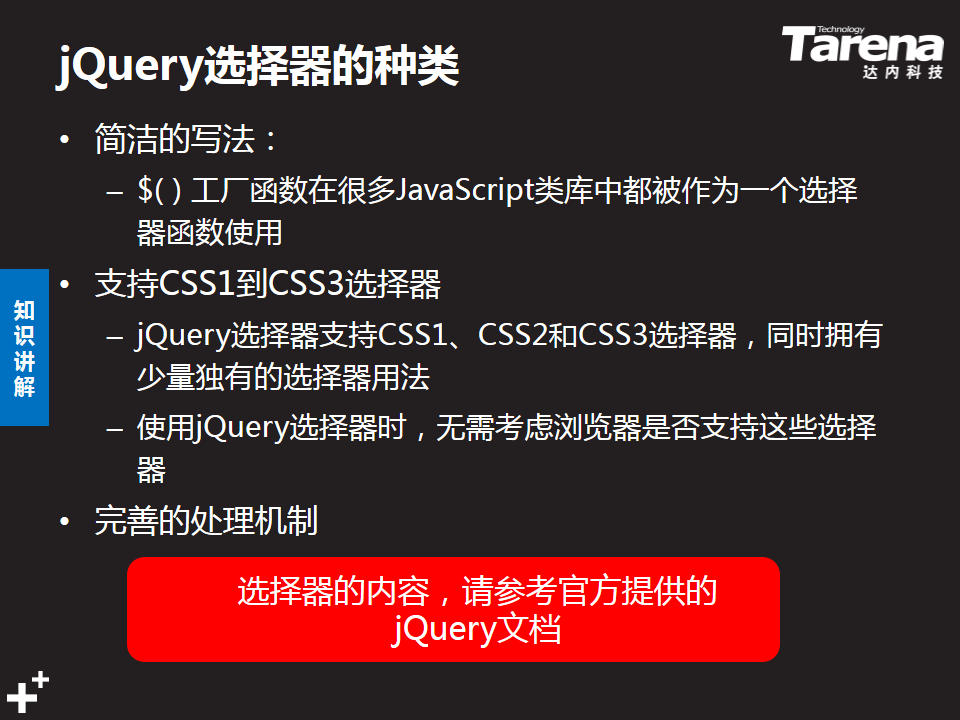 jQuery选择器的种类
Technology
Tarena
达内科技
• 简洁的写法：
– $( ) 工厂函数在很多JavaScript类库中都被作为一个选择
器函数使用
• 支持CSS1到CSS3选择器
– jQuery选择器支持CSS1、CSS2和CSS3选择器，同时拥有
少量独有的选择器用法
– 使用jQuery选择器时，无需考虑浏览器是否支持这些选择
器
• 完善的处理机制
知识讲解
选择器的内容，请参考官方提供的
jQuery文档